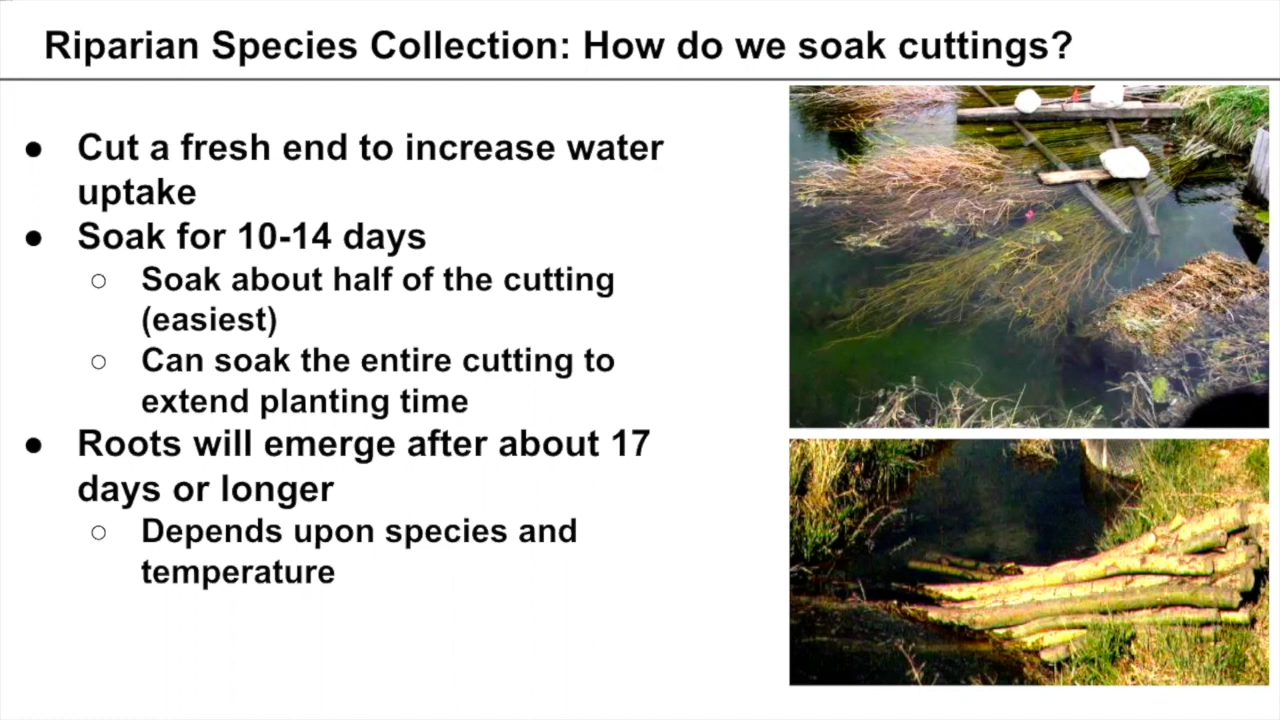 Riparian Species Collection: How do we soak cuttings?
● Cut a fresh end to increase water
uptake
● Soak for 10-14 days
○ Soak about half of the cutting
(easiest)
○ Can soak the entire cutting to
extend planting time
● Roots will emerge after about 17
days or longer
○ Depends upon species and
temperature